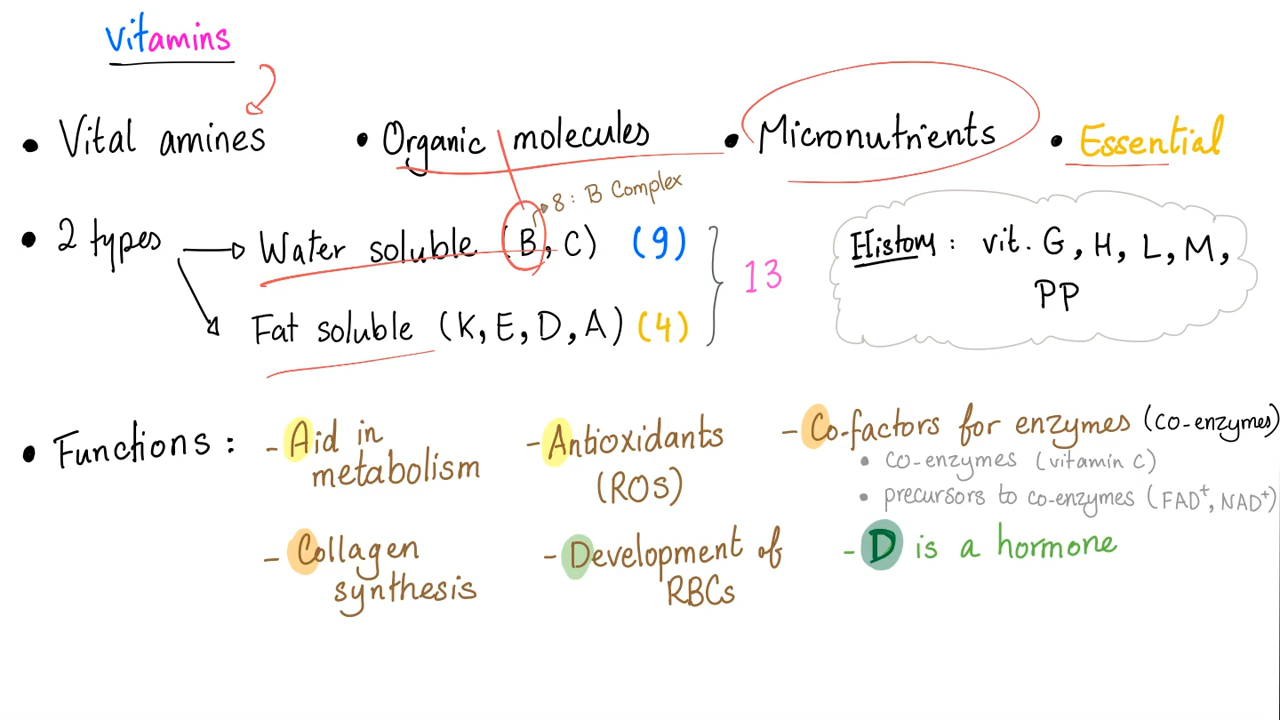 Vitamins
• Vital amines • Organic molecules • Micronutrients • Essential
8: B Complex
• 2 types Water soluble (B, C) (9)
Fat soluble (K, E, D, A) (4)
13
History: vit. G, H, L, M,
PP
• Functions:
- Aid in
metabolism
- Antioxidants
(ROS)
- Co-factors for enzymes (co-enzymes)
• co-enzymes (vitamin C)
• precursors to co-enzymes (FAD⁺, NAD⁺)
- Collagen
synthesis
- Development of
RBCs
- D is a hormone